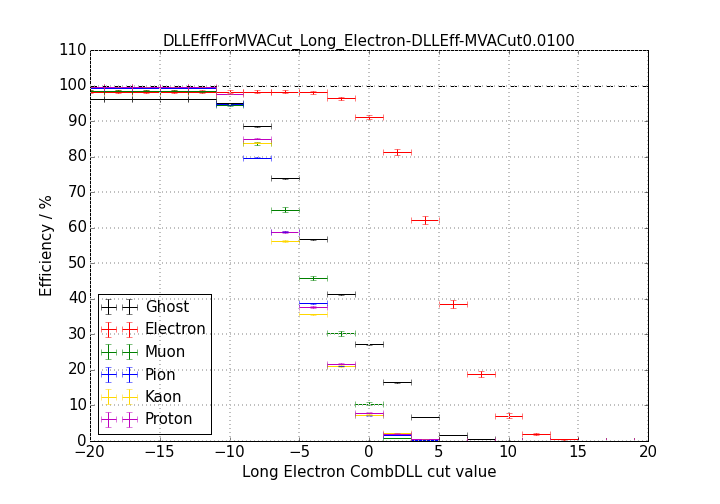 DLLEffForMVACut_Long_Electron-DLLEff-MVACut0.0100
110
100
90
80
70
60
50
40
30
20
10
0
Efficiency / %
Ghost
Electron
Muon
Pion
Kaon
Proton
−20 −15 −10 −5 0 5 10 15 20
Long Electron CombDLL cut value